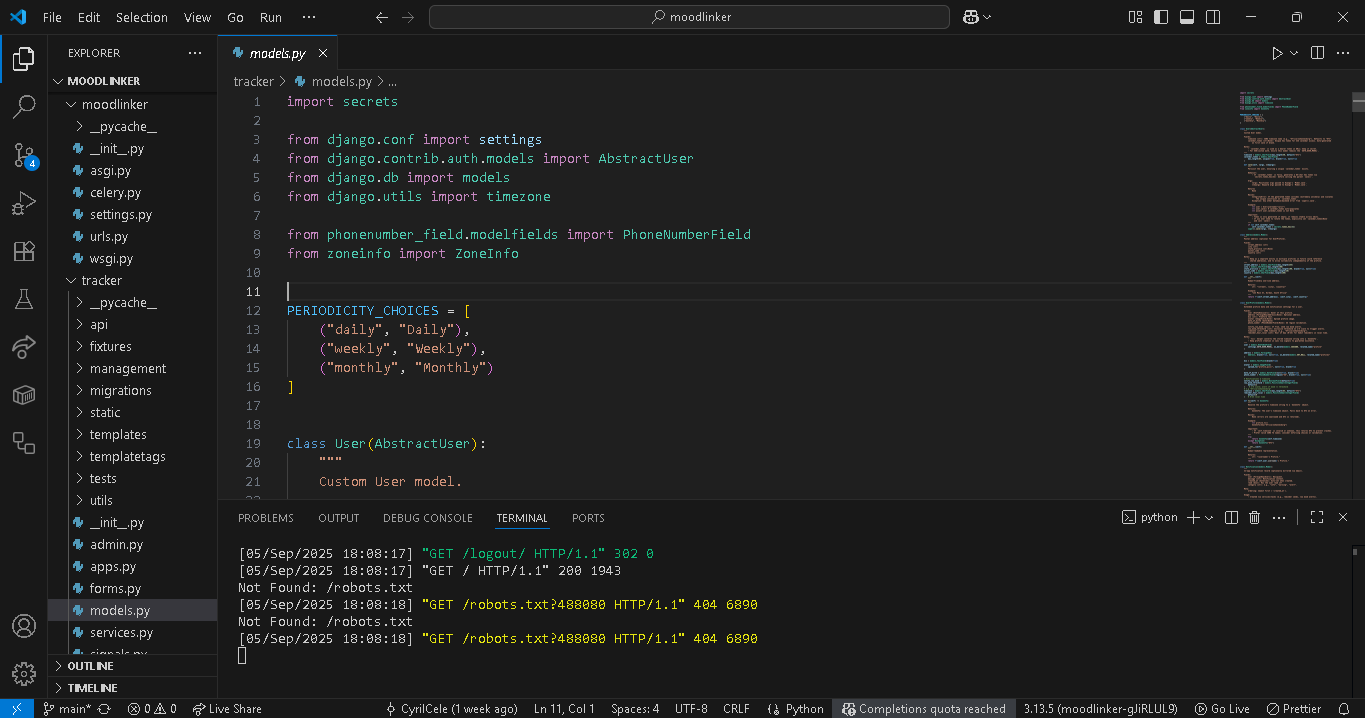 File Edit Selection View Go Run ··· moodlinker
EXPLORER ···
MOODLINKER
moodlinker
__pycache__
__init__.py
asgi.py
celery.py
settings.py
urls.py
wsgi.py
tracker
__pycache__
api
fixtures
management
migrations
static
templates
templatetags
tests
utils
__init__.py
admin.py
apps.py
forms.py
models.py
services.py
signals.py
OUTLINE
TIMELINE
4
models.py
tracker > models.py > ...
1 import secrets
2
3 from django.conf import settings
4 from django.contrib.auth.models import AbstractUser
5 from django.db import models
6 from django.utils import timezone
7
8 from phonenumber_field.modelfields import PhoneNumberField
9 from zoneinfo import ZoneInfo
10
11
12 PERIODICITY_CHOICES = [
13 ("daily", "Daily"),
14 ("weekly", "Weekly"),
15 ("monthly", "Monthly")
16 ]
17
18
19 class User(AbstractUser):
20 """
21 Custom User model.
22
PROBLEMS OUTPUT DEBUG CONSOLE TERMINAL PORTS python
[05/Sep/2025 18:08:17] "GET /logout/ HTTP/1.1" 302 0
[05/Sep/2025 18:08:17] "GET / HTTP/1.1" 200 1943
Not Found: /robots.txt
[05/Sep/2025 18:08:18] "GET /robots.txt?488080 HTTP/1.1" 404 6890
Not Found: /robots.txt
[05/Sep/2025 18:08:18] "GET /robots.txt?488080 HTTP/1.1" 404 6890
main* 0 0 Live Share CyrilCele (1 week ago) Ln 11, Col 1 Spaces: 4 UTF-8 CRLF Python Completions quota reached 3.13.5 (moodlinker-gJiRLUL9) Go Live Prettier